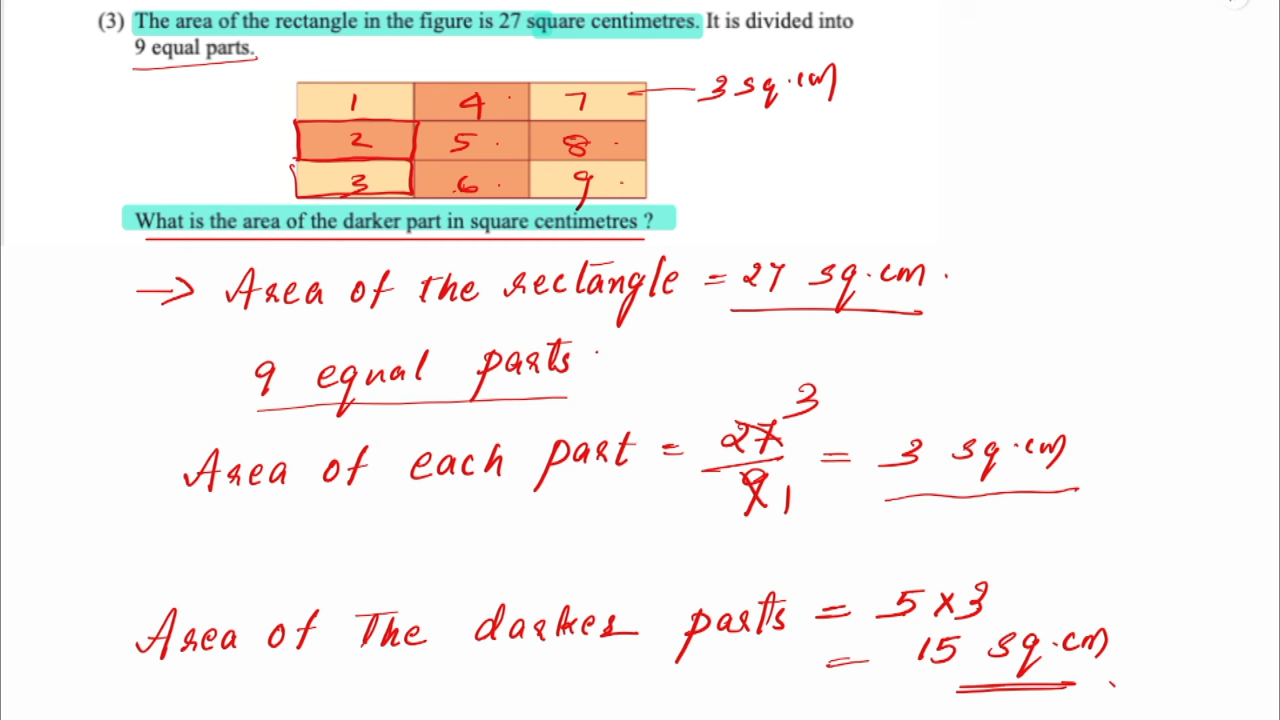 (3) The area of the rectangle in the figure is 27 square centimetres. It is divided into
9 equal parts.
1 4 7 3 sq.cm
2 5 8
3 6 9
What is the area of the darker part in square centimetres ?
→ Area of the rectangle = 27 sq.cm.
9 equal parts.
3
Area of each part = 27/9 = 3 sq.cm
1
Area of The darker parts = 5 × 3
= 15 sq.cm.